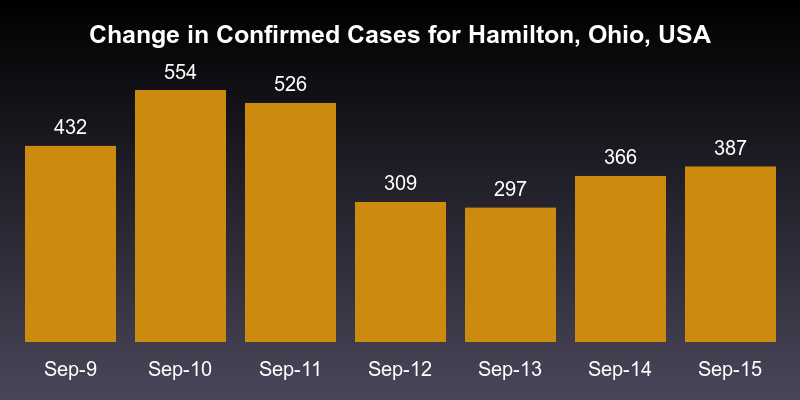 Change in Confirmed Cases for Hamilton, Ohio, USA
432
554
526
309
297
366
387
Sep-9
Sep-10
Sep-11
Sep-12
Sep-13
Sep-14
Sep-15